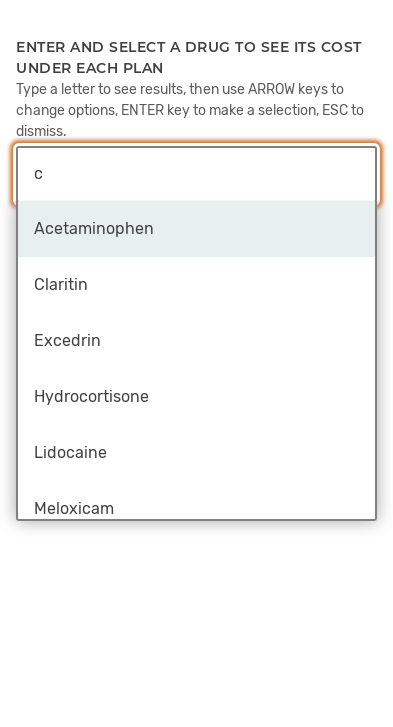 ENTER AND SELECT A DRUG TO SEE ITS COST
UNDER EACH PLAN
Type a letter to see results, then use ARROW keys to
change options, ENTER key to make a selection, ESC to
dismiss.
c
Acetaminophen
Claritin
Excedrin
Hydrocortisone
Lidocaine
Meloxicam